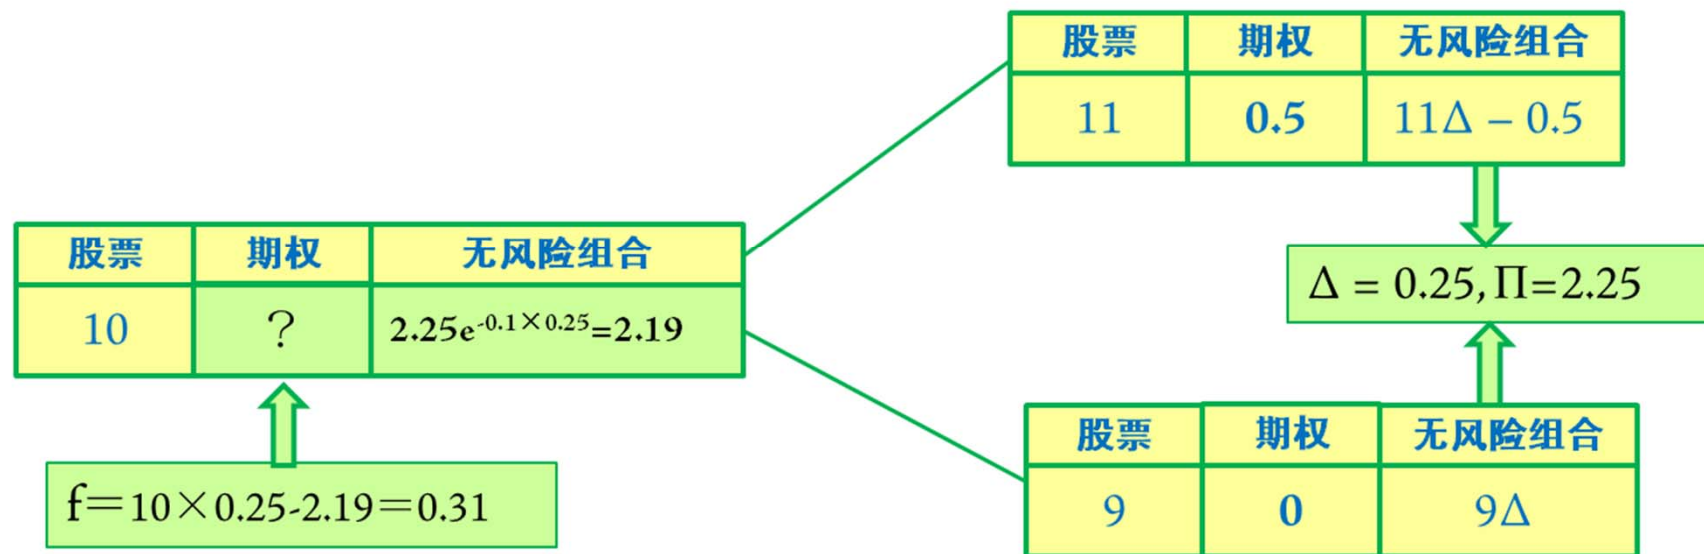 股票 期权 无风险组合
11 0.5 11Δ – 0.5
股票 期权 无风险组合
10 ? 2.25e^-0.1×0.25=2.19
Δ = 0.25, Π=2.25
f=10×0.25-2.19=0.31
股票 期权 无风险组合
9 0 9Δ